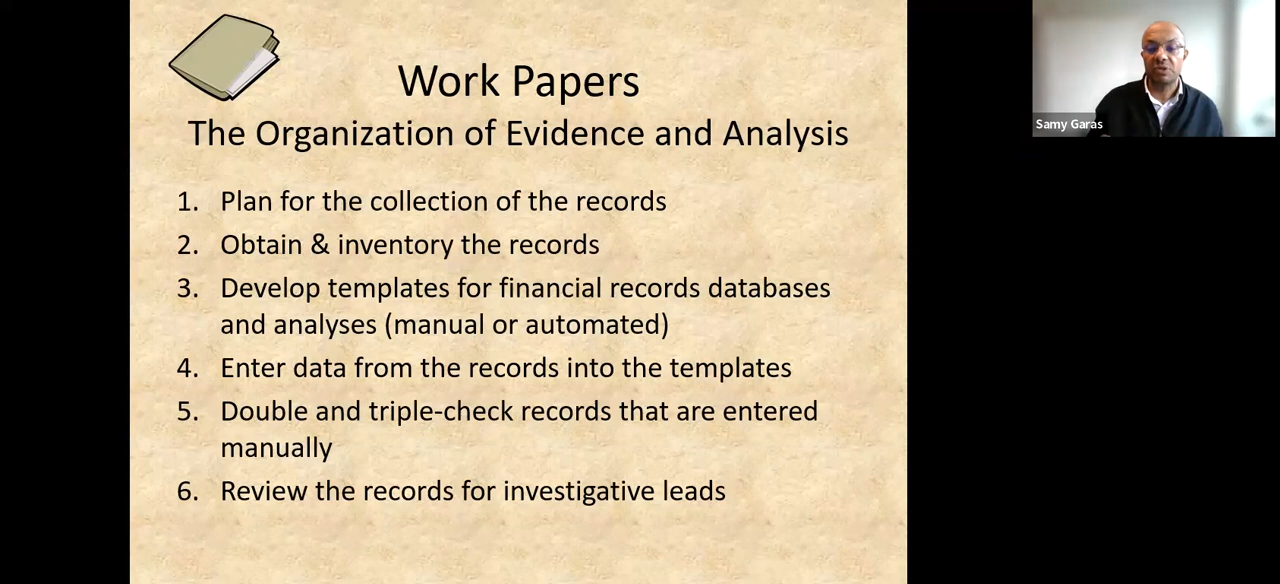 Work Papers
The Organization of Evidence and Analysis
1. Plan for the collection of the records
2. Obtain & inventory the records
3. Develop templates for financial records databases
and analyses (manual or automated)
4. Enter data from the records into the templates
5. Double and triple-check records that are entered
manually
6. Review the records for investigative leads
Samy Garas